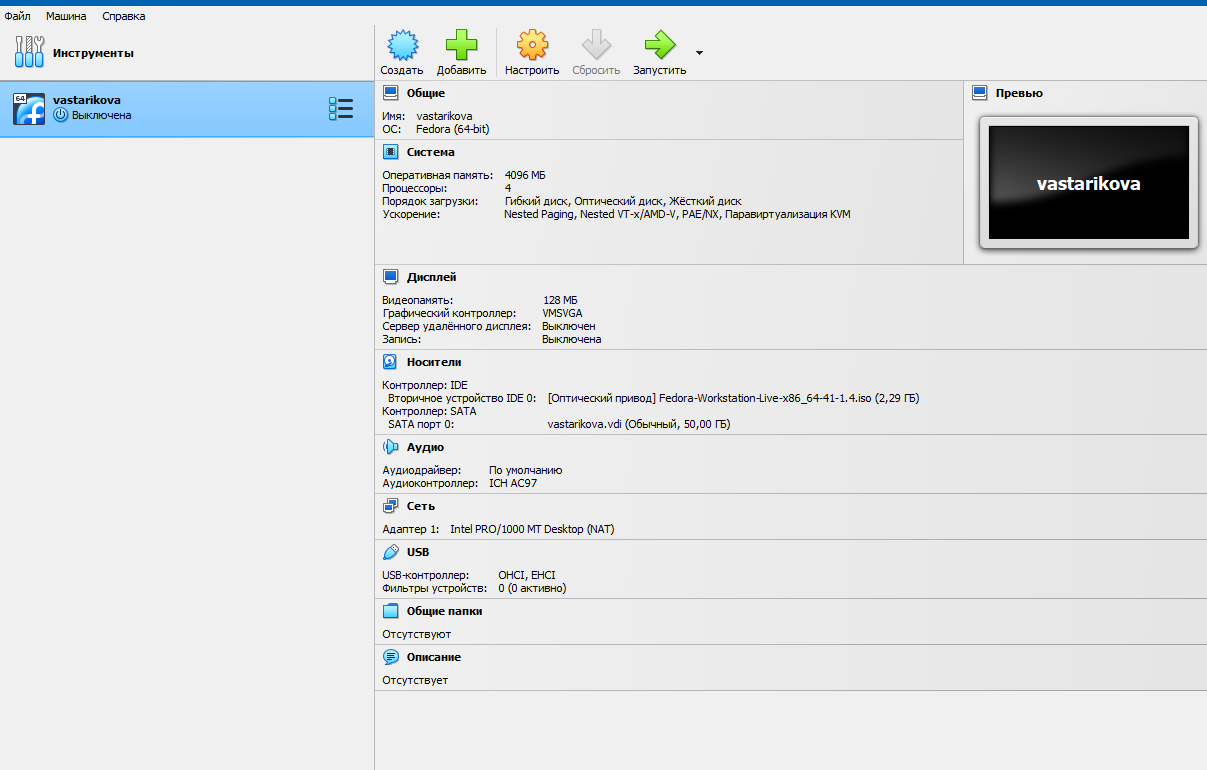 Файл Машина Справка
Инструменты
Создать Добавить Настроить Сбросить Запустить
64 vastarikova
Выключена
Общие
Имя: vastarikova
ОС: Fedora (64-bit)
Превью
vastarikova
Система
Оперативная память: 4096 МБ
Процессоры: 4
Порядок загрузки: Гибкий диск, Оптический диск, Жёсткий диск
Ускорение: Nested Paging, Nested VT-x/AMD-V, PAE/NX, Паравиртуализация KVM
Дисплей
Видеопамять: 128 МБ
Графический контроллер: VMSVGA
Сервер удалённого дисплея: Выключен
Запись: Выключена
Носители
Контроллер: IDE
Вторичное устройство IDE 0: [Оптический привод] Fedora-Workstation-Live-x86_64-41-1.4.iso (2,29 ГБ)
Контроллер: SATA
SATA порт 0: vastarikova.vdi (Обычный, 50,00 ГБ)
Аудио
Аудиодрайвер: По умолчанию
Аудиоконтроллер: ICH AC97
Сеть
Адаптер 1: Intel PRO/1000 MT Desktop (NAT)
USB
USB-контроллер: OHCI, EHCI
Фильтры устройств: 0 (0 активно)
Общие папки
Отсутствуют
Описание
Отсутствует